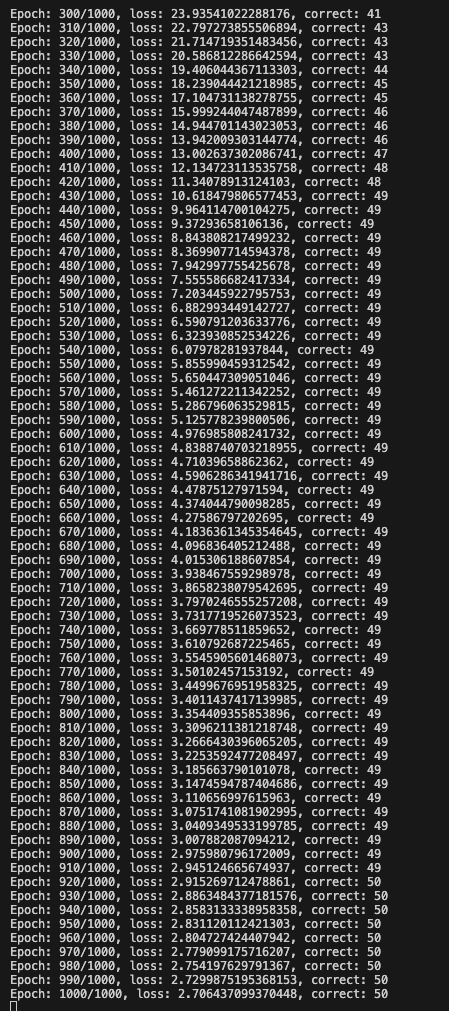 Epoch: 300/1000, loss: 23.93541022288176, correct: 41
Epoch: 310/1000, loss: 22.797273855506894, correct: 43
Epoch: 320/1000, loss: 21.714719351483456, correct: 43
Epoch: 330/1000, loss: 20.586812286642594, correct: 43
Epoch: 340/1000, loss: 19.406044367113303, correct: 44
Epoch: 350/1000, loss: 18.239044421218985, correct: 45
Epoch: 360/1000, loss: 17.104731138278755, correct: 45
Epoch: 370/1000, loss: 15.999244047487899, correct: 46
Epoch: 380/1000, loss: 14.944701143023053, correct: 46
Epoch: 390/1000, loss: 13.942009303144774, correct: 46
Epoch: 400/1000, loss: 13.002637302086741, correct: 47
Epoch: 410/1000, loss: 12.134723113535758, correct: 48
Epoch: 420/1000, loss: 11.34078913124103, correct: 48
Epoch: 430/1000, loss: 10.618479806577453, correct: 49
Epoch: 440/1000, loss: 9.964114700104275, correct: 49
Epoch: 450/1000, loss: 9.37293658106136, correct: 49
Epoch: 460/1000, loss: 8.843808217499232, correct: 49
Epoch: 470/1000, loss: 8.369907714594378, correct: 49
Epoch: 480/1000, loss: 7.942997755425678, correct: 49
Epoch: 490/1000, loss: 7.555586682417334, correct: 49
Epoch: 500/1000, loss: 7.203445922795753, correct: 49
Epoch: 510/1000, loss: 6.882993449142727, correct: 49
Epoch: 520/1000, loss: 6.590791203633776, correct: 49
Epoch: 530/1000, loss: 6.323930852534226, correct: 49
Epoch: 540/1000, loss: 6.07978281937844, correct: 49
Epoch: 550/1000, loss: 5.855990459312542, correct: 49
Epoch: 560/1000, loss: 5.650447309051046, correct: 49
Epoch: 570/1000, loss: 5.461272211342252, correct: 49
Epoch: 580/1000, loss: 5.286796063529815, correct: 49
Epoch: 590/1000, loss: 5.125778239800506, correct: 49
Epoch: 600/1000, loss: 4.976985808241732, correct: 49
Epoch: 610/1000, loss: 4.8388740703218955, correct: 49
Epoch: 620/1000, loss: 4.71039658862362, correct: 49
Epoch: 630/1000, loss: 4.5906286341941716, correct: 49
Epoch: 640/1000, loss: 4.47875127971594, correct: 49
Epoch: 650/1000, loss: 4.374044790098285, correct: 49
Epoch: 660/1000, loss: 4.27586797202695, correct: 49
Epoch: 670/1000, loss: 4.1836361345354645, correct: 49
Epoch: 680/1000, loss: 4.096836405212488, correct: 49
Epoch: 690/1000, loss: 4.015306188607854, correct: 49
Epoch: 700/1000, loss: 3.938467559298978, correct: 49
Epoch: 710/1000, loss: 3.8658238079542695, correct: 49
Epoch: 720/1000, loss: 3.7970246555257208, correct: 49
Epoch: 730/1000, loss: 3.7317719526073523, correct: 49
Epoch: 740/1000, loss: 3.669778511859652, correct: 49
Epoch: 750/1000, loss: 3.610792687225465, correct: 49
Epoch: 760/1000, loss: 3.5545905601468073, correct: 49
Epoch: 770/1000, loss: 3.50102457153192, correct: 49
Epoch: 780/1000, loss: 3.4499676951958325, correct: 49
Epoch: 790/1000, loss: 3.4011437417139985, correct: 49
Epoch: 800/1000, loss: 3.354409355853896, correct: 49
Epoch: 810/1000, loss: 3.3096211381218748, correct: 49
Epoch: 820/1000, loss: 3.2666430396065205, correct: 49
Epoch: 830/1000, loss: 3.2253592477208497, correct: 49
Epoch: 840/1000, loss: 3.185663790101078, correct: 49
Epoch: 850/1000, loss: 3.1474594787404686, correct: 49
Epoch: 860/1000, loss: 3.110656997615963, correct: 49
Epoch: 870/1000, loss: 3.0751741081902995, correct: 49
Epoch: 880/1000, loss: 3.0409349533199785, correct: 49
Epoch: 890/1000, loss: 3.007882087094212, correct: 49
Epoch: 900/1000, loss: 2.975980796172009, correct: 49
Epoch: 910/1000, loss: 2.945124665674937, correct: 49
Epoch: 920/1000, loss: 2.915269712478861, correct: 50
Epoch: 930/1000, loss: 2.8863484377181576, correct: 50
Epoch: 940/1000, loss: 2.8583133338958358, correct: 50
Epoch: 950/1000, loss: 2.831120112421303, correct: 50
Epoch: 960/1000, loss: 2.804727424407942, correct: 50
Epoch: 970/1000, loss: 2.779099175716207, correct: 50
Epoch: 980/1000, loss: 2.754197629791367, correct: 50
Epoch: 990/1000, loss: 2.7299875195368153, correct: 50
Epoch: 1000/1000, loss: 2.706437099370448, correct: 50